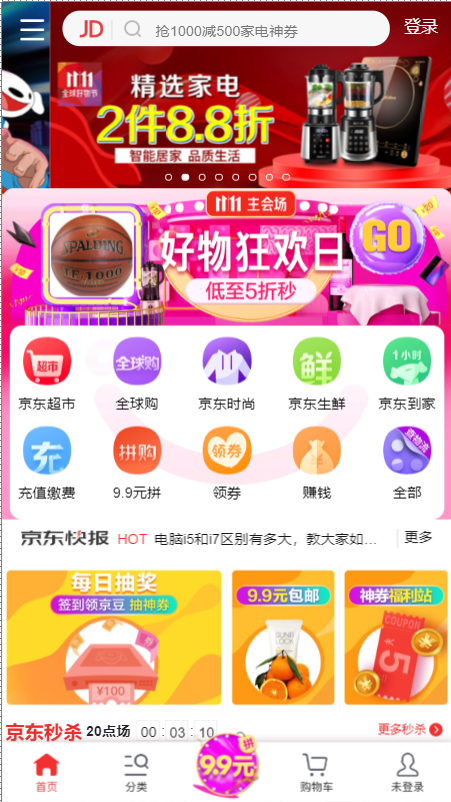 JD 抢1000减500家电神券 登录
11.11
全球好物节
精选家电
2件8.8折
智能居家 品质生活
11.11 主会场
SPALDING
TF-1000
好物狂欢日
GO
低至5折秒
超市 全球购 鲜 1小时
京东超市 全球购 京东时尚 京东生鲜 京东到家
充 拼购 领券 查物流
充值缴费 9.9元拼 领券 赚钱 全部
京东快报 HOT 电脑i5和i7区别有多大，教大家如… 更多
每日抽奖
签到领京豆 抽神券
¥100
9.9元包邮
神券福利站
COUPON
5
京东秒杀 20点场 00 : 03 : 10 更多秒杀
拼
9.9元
首页 分类 购物车 未登录